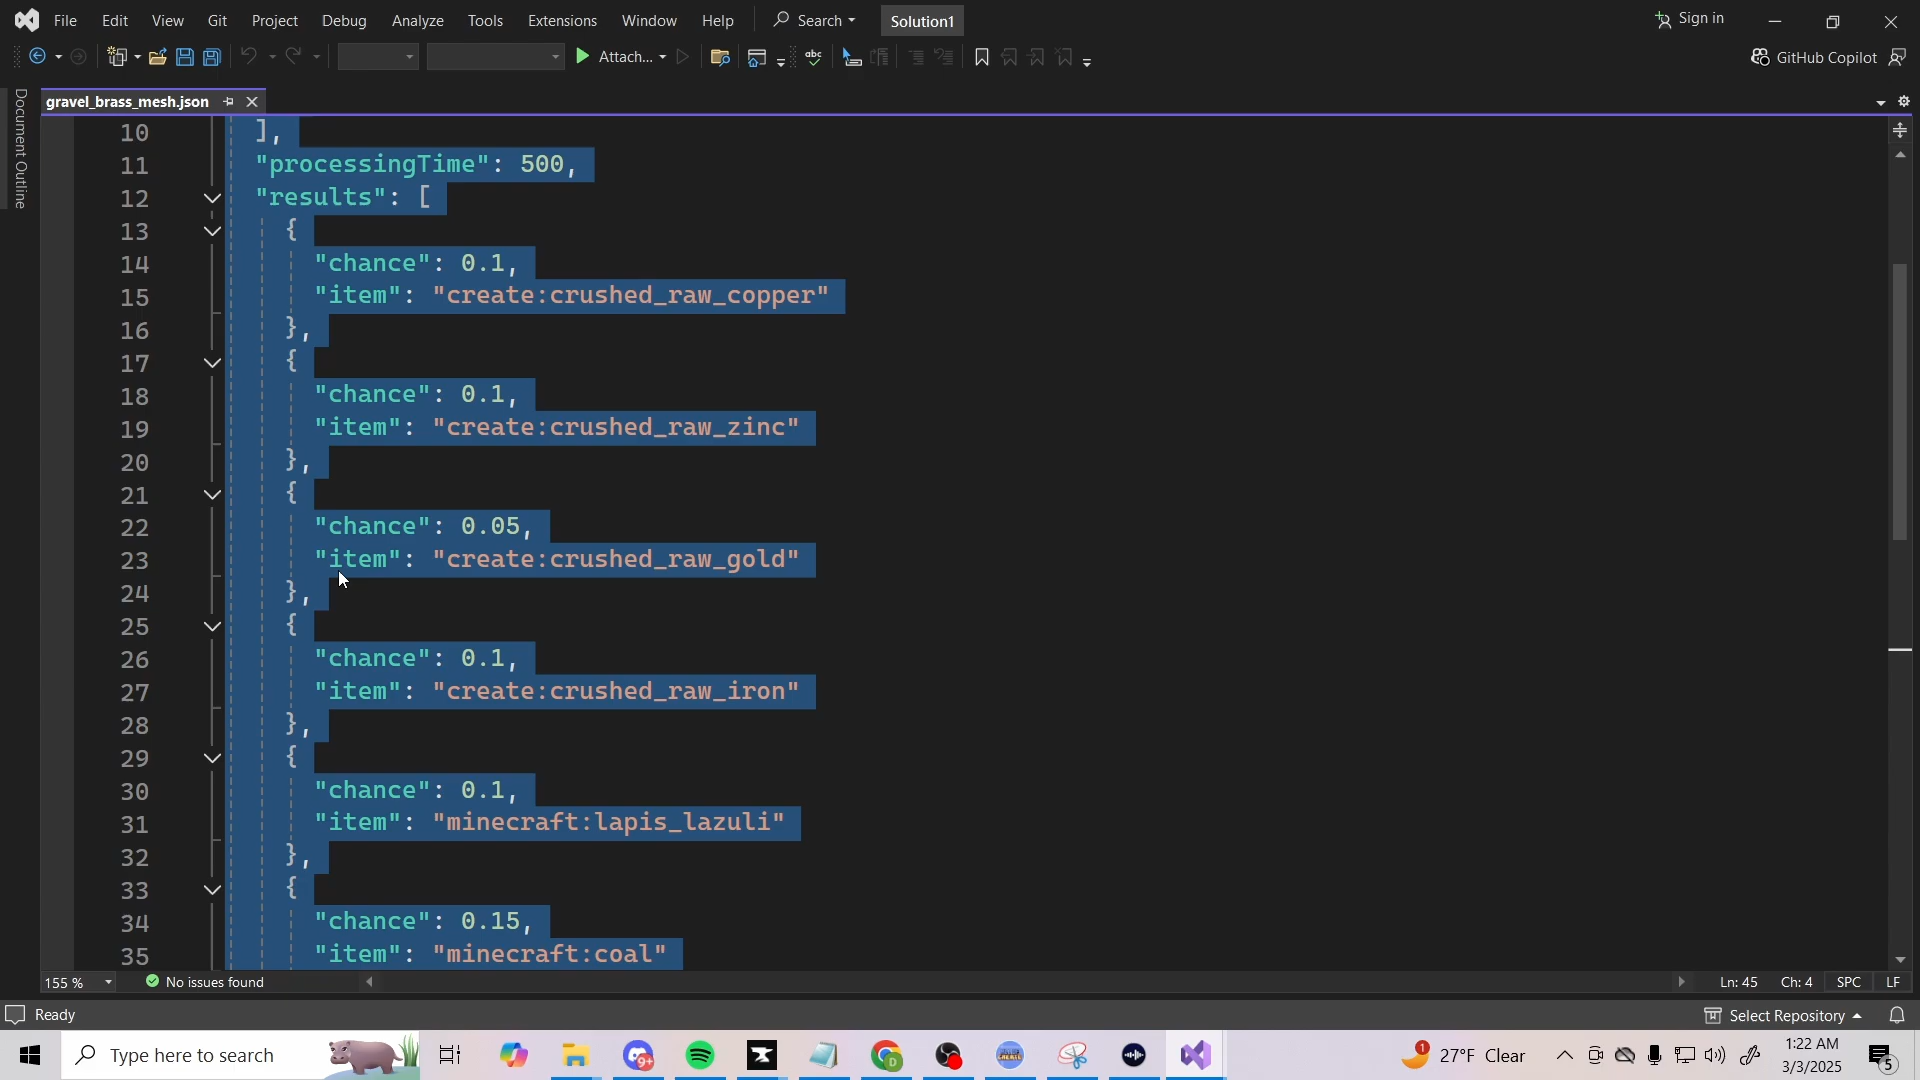 File Edit View Git Project Debug Analyze Tools Extensions Window Help Search Solution1 Sign in
Attach... abc GitHub Copilot
Document Outline
gravel_brass_mesh.json
10 ],
11 "processingTime": 500,
12 "results": [
13 {
14 "chance": 0.1,
15 "item": "create:crushed_raw_copper"
16 },
17 {
18 "chance": 0.1,
19 "item": "create:crushed_raw_zinc"
20 },
21 {
22 "chance": 0.05,
23 "item": "create:crushed_raw_gold"
24 },
25 {
26 "chance": 0.1,
27 "item": "create:crushed_raw_iron"
28 },
29 {
30 "chance": 0.1,
31 "item": "minecraft:lapis_lazuli"
32 },
33 {
34 "chance": 0.15,
35 "item": "minecraft:coal"
155 % No issues found Ln: 45 Ch: 4 SPC LF
Ready Select Repository
Type here to search 9+ D 1 27°F Clear 1:22 AM
3/3/2025 5